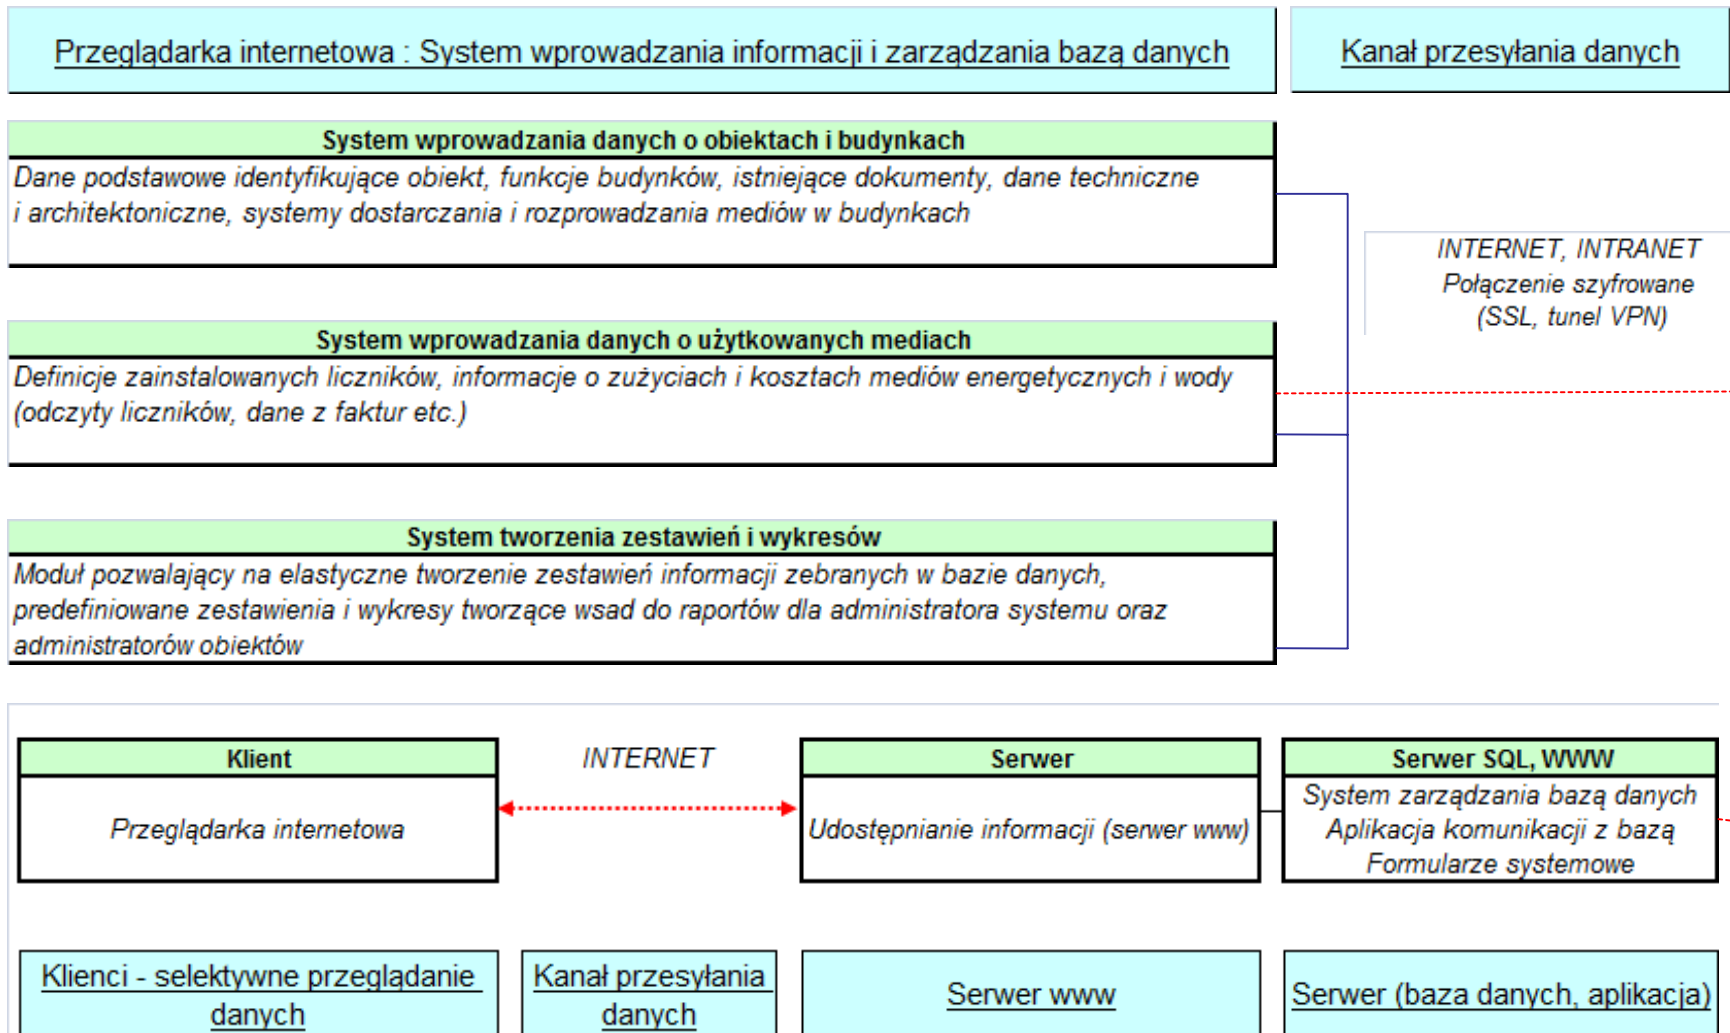 Przeglądarka internetowa : System wprowadzania informacji i zarządzania bazą danych
Kanał przesyłania danych
System wprowadzania danych o obiektach i budynkach
Dane podstawowe identyfikujące obiekt, funkcje budynków, istniejące dokumenty, dane techniczne
i architektoniczne, systemy dostarczania i rozprowadzania mediów w budynkach
INTERNET, INTRANET
Połączenie szyfrowane
(SSL, tunel VPN)
System wprowadzania danych o użytkowanych mediach
Definicje zainstalowanych liczników, informacje o zużyciach i kosztach mediów energetycznych i wody
(odczyty liczników, dane z faktur etc.)
System tworzenia zestawień i wykresów
Moduł pozwalający na elastyczne tworzenie zestawień informacji zebranych w bazie danych,
predefiniowane zestawienia i wykresy tworzące wsad do raportów dla administratora systemu oraz
administratorów obiektów
Klient
Przeglądarka internetowa
INTERNET
Serwer
Udostępnianie informacji (serwer www)
Serwer SQL, WWW
System zarządzania bazą danych
Aplikacja komunikacji z bazą
Formularze systemowe
Klienci - selektywne przeglądanie
danych
Kanał przesyłania
danych
Serwer www
Serwer (baza danych, aplikacja)